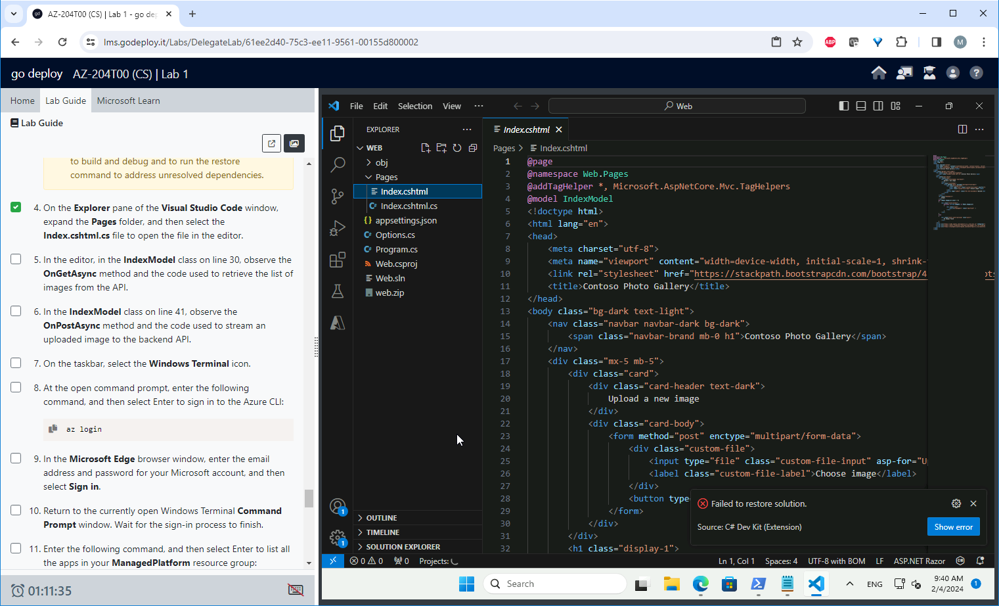 AZ-204T00 (CS) | Lab 1 - go dep
lms.godeploy.it/Labs/DelegateLab/61ee2d40-75c3-ee11-9561-00155d800002
ABP
M
go deploy AZ-204T00 (CS) | Lab 1
Home Lab Guide Microsoft Learn
Lab Guide
to build and debug and to run the restore
command to address unresolved dependencies.
4. On the Explorer pane of the Visual Studio Code window,
expand the Pages folder, and then select the
Index.cshtml.cs file to open the file in the editor.
5. In the editor, in the IndexModel class on line 30, observe the
OnGetAsync method and the code used to retrieve the list of
images from the API.
6. In the IndexModel class on line 41, observe the
OnPostAsync method and the code used to stream an
uploaded image to the backend API.
7. On the taskbar, select the Windows Terminal icon.
8. At the open command prompt, enter the following
command, and then select Enter to sign in to the Azure CLI:
az login
9. In the Microsoft Edge browser window, enter the email
address and password for your Microsoft account, and then
select Sign in.
10. Return to the currently open Windows Terminal Command
Prompt window. Wait for the sign-in process to finish.
11. Enter the following command, and then select Enter to list all
the apps in your ManagedPlatform resource group:
01:11:35
File Edit Selection View ···
Web
EXPLORER
WEB
obj
Pages
Index.cshtml
Index.cshtml.cs
appsettings.json
Options.cs
Program.cs
Web.csproj
Web.sln
web.zip
OUTLINE
TIMELINE
SOLUTION EXPLORER
1
1
Index.cshtml
Pages > Index.cshtml
1 @page
2 @namespace Web.Pages
3 @addTagHelper *, Microsoft.AspNetCore.Mvc.TagHelpers
4 @model IndexModel
5 <!doctype html>
6 <html lang="en">
7 <head>
8 <meta charset="utf-8">
9 <meta name="viewport" content="width=device-width, initial-scale=1, shrink-
10 <link rel="stylesheet" href="https://stackpath.bootstrapcdn.com/bootstrap/4
11 <title>Contoso Photo Gallery</title>
12 </head>
13 <body class="bg-dark text-light">
14 <nav class="navbar navbar-dark bg-dark">
15 <span class="navbar-brand mb-0 h1">Contoso Photo Gallery</span>
16 </nav>
17 <div class="mx-5 mb-5">
18 <div class="card">
19 <div class="card-header text-dark">
20 Upload a new image
21 </div>
22 <div class="card-body">
23 <form method="post" enctype="multipart/form-data">
24 <div class="custom-file">
25 <input type="file" class="custom-file-input" asp-for="U
26 <label class="custom-file-label">Choose image</label>
27 </div>
28 <button type=
29 </form>
30 </div>
31 </div>
32 <h1 class="display-1">
Failed to restore solution.
Source: C# Dev Kit (Extension)
Show error
0 0 0 Projects: Ln 1, Col 1 Spaces: 4 UTF-8 with BOM LF ASP.NET Razor
Search
ENG
9:40 AM
2/4/2024
1